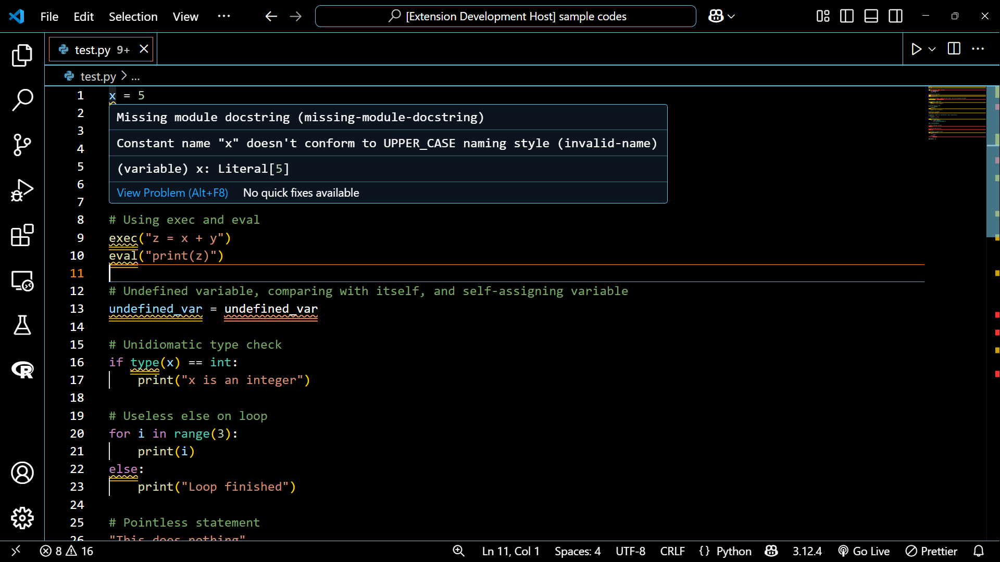 File Edit Selection View ...
[Extension Development Host] sample codes
test.py 9+
test.py > ...
1 x = 5
2
3
4
5
6
7
Missing module docstring (missing-module-docstring)
Constant name "x" doesn't conform to UPPER_CASE naming style (invalid-name)
(variable) x: Literal[5]
View Problem (Alt+F8) No quick fixes available
8 # Using exec and eval
9 exec("z = x + y")
10 eval("print(z)")
11
12 # Undefined variable, comparing with itself, and self-assigning variable
13 undefined_var = undefined_var
14
15 # Unidiomatic type check
16 if type(x) == int:
17 print("x is an integer")
18
19 # Useless else on loop
20 for i in range(3):
21 print(i)
22 else:
23 print("Loop finished")
24
25 # Pointless statement
26 "This does nothing"
8 16 Ln 11, Col 1 Spaces: 4 UTF-8 CRLF {} Python 3.12.4 Go Live Prettier